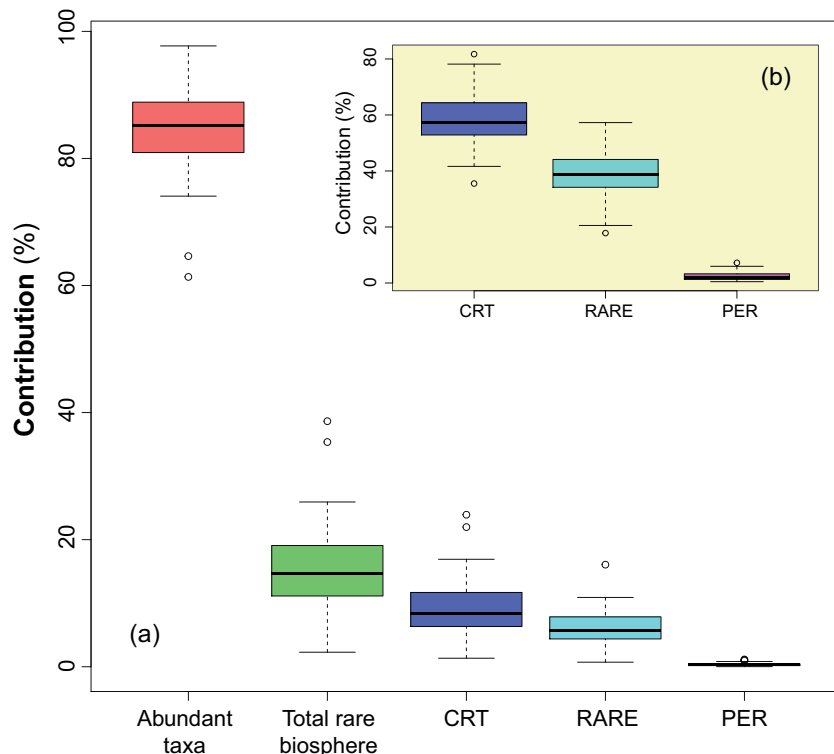 100
80
60
40
20
0
Contribution (%)
(a)
Abundant
taxa
Total rare
biosphere
CRT
RARE
PER
80
60
40
20
0
Contribution (%)
(b)
CRT
RARE
PER